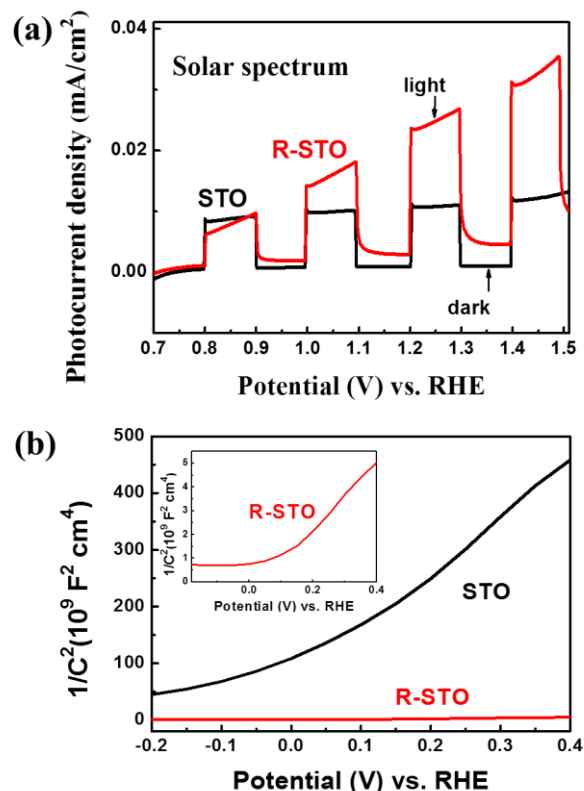 (a)
Photocurrent density (mA/cm²)
0.04
0.02
0.00
Solar spectrum
light
R-STO
STO
dark
0.7 0.8 0.9 1.0 1.1 1.2 1.3 1.4 1.5
Potential (V) vs. RHE
(b)
1/C²(10⁹ F² cm⁴)
500
400
300
200
100
0
5
4
3
2
1
0
1/C²(10⁹ F² cm⁴)
R-STO
0.0 0.2 0.4
Potential (V) vs. RHE
STO
R-STO
-0.2 -0.1 0.0 0.1 0.2 0.3 0.4
Potential (V) vs. RHE